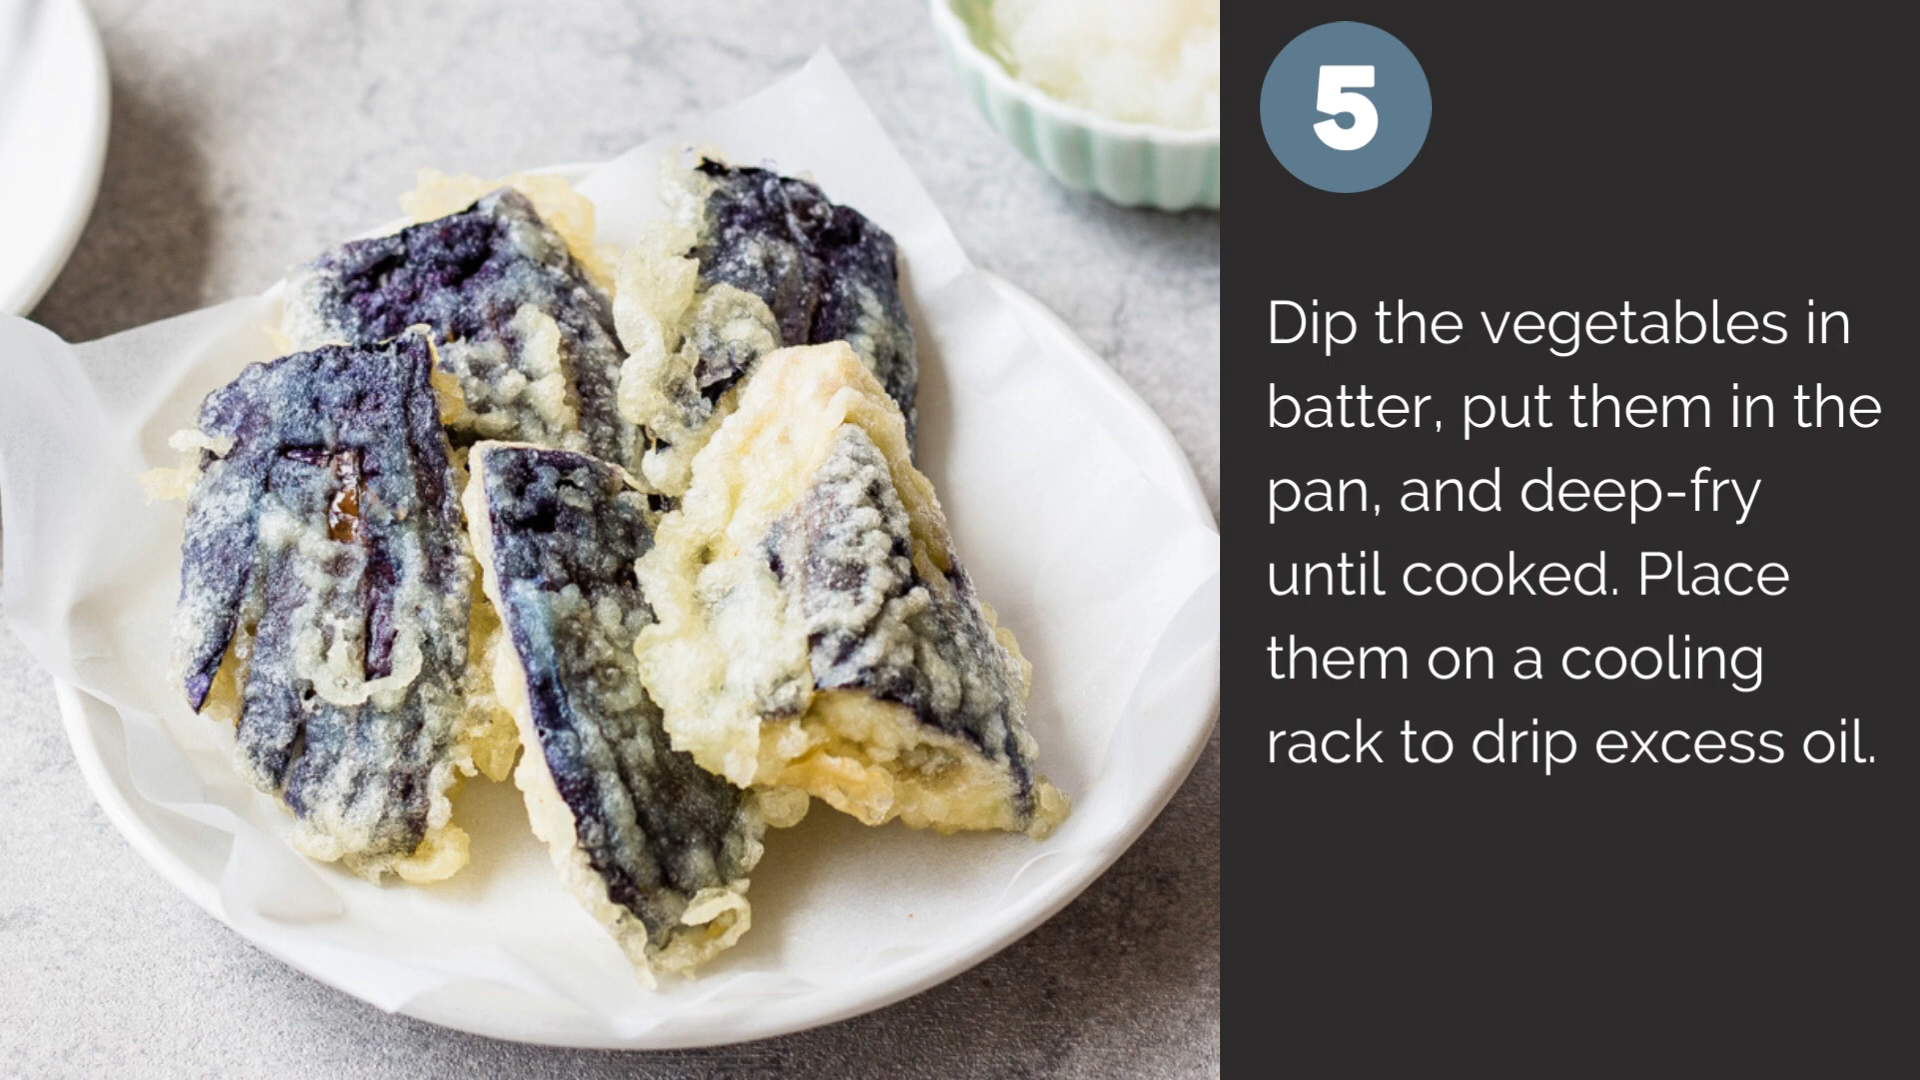 5
Dip the vegetables in
batter, put them in the
pan, and deep-fry
until cooked. Place
them on a cooling
rack to drip excess oil.